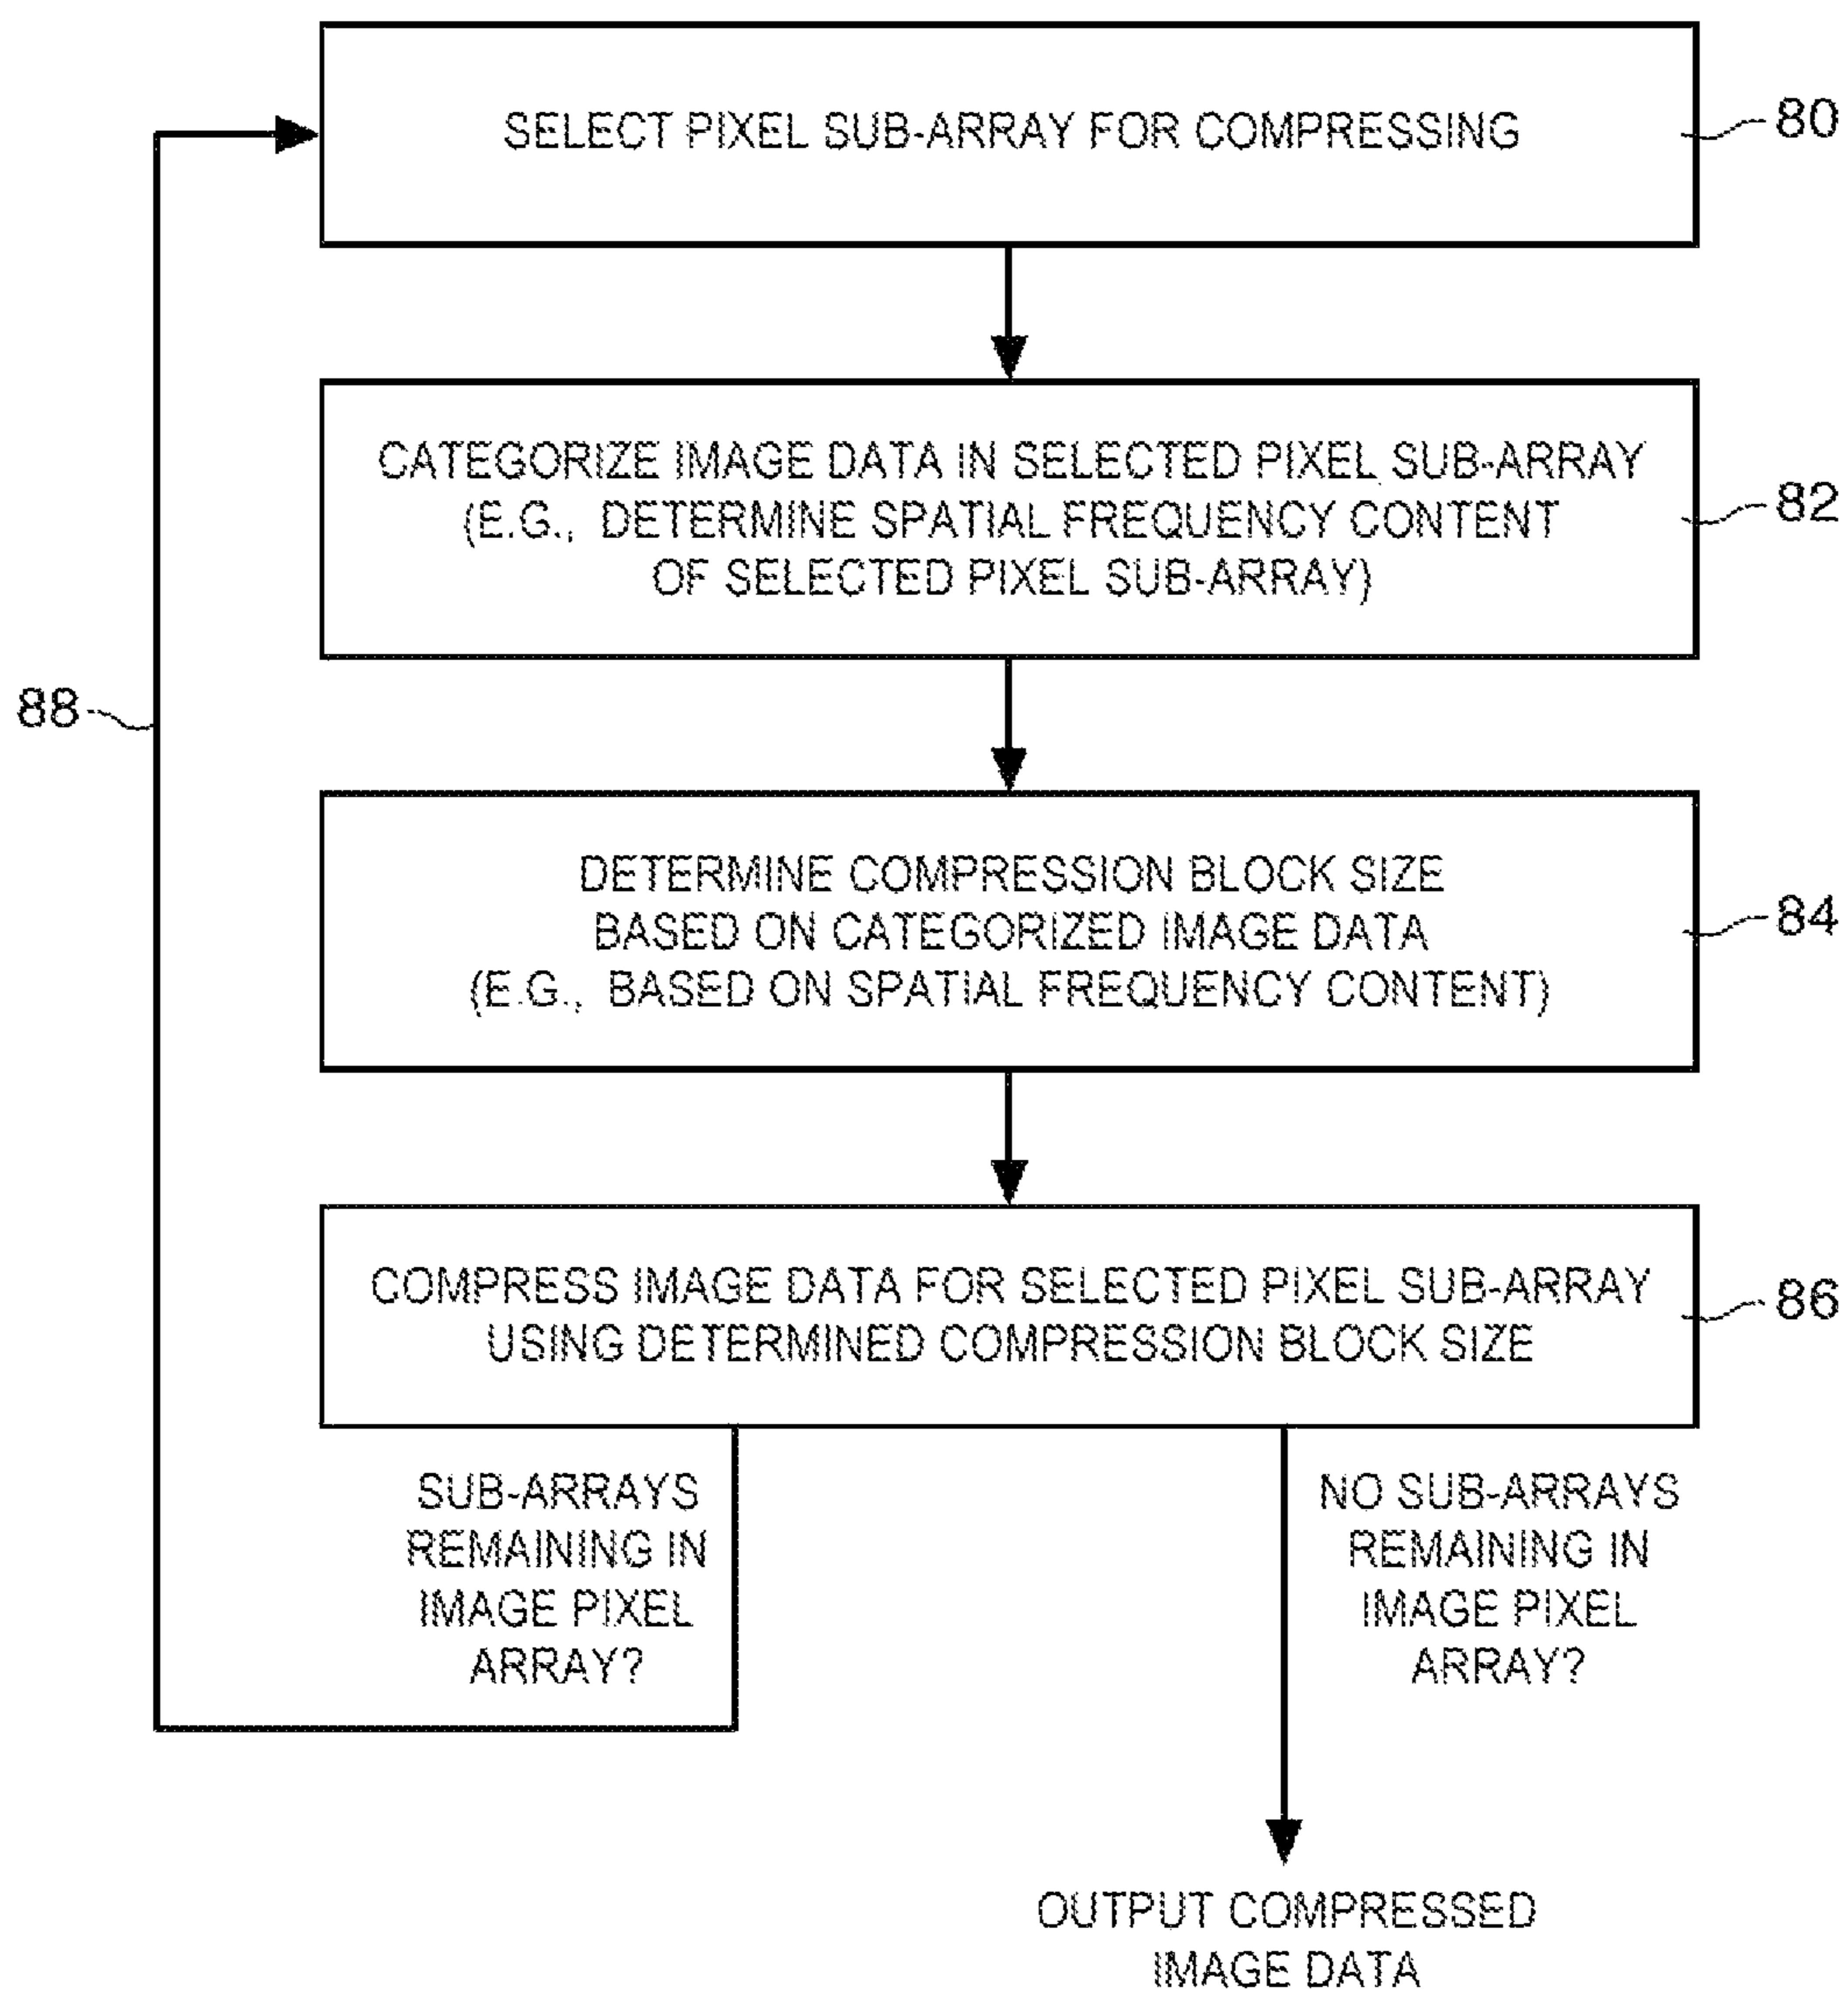 SELECT PIXEL SUB-ARRAY FOR COMPRESSING
80
CATEGORIZE IMAGE DATA IN SELECTED PIXEL SUB-ARRAY
(E.G., DETERMINE SPATIAL FREQUENCY CONTENT
OF SELECTED PIXEL SUB-ARRAY)
82
88
DETERMINE COMPRESSION BLOCK SIZE
BASED ON CATEGORIZED IMAGE DATA
(E.G., BASED ON SPATIAL FREQUENCY CONTENT)
84
COMPRESS IMAGE DATA FOR SELECTED PIXEL SUB-ARRAY
USING DETERMINED COMPRESSION BLOCK SIZE
86
SUB-ARRAYS
REMAINING IN
IMAGE PIXEL
ARRAY?
NO SUB-ARRAYS
REMAINING IN
IMAGE PIXEL
ARRAY?
OUTPUT COMPRESSED
IMAGE DATA